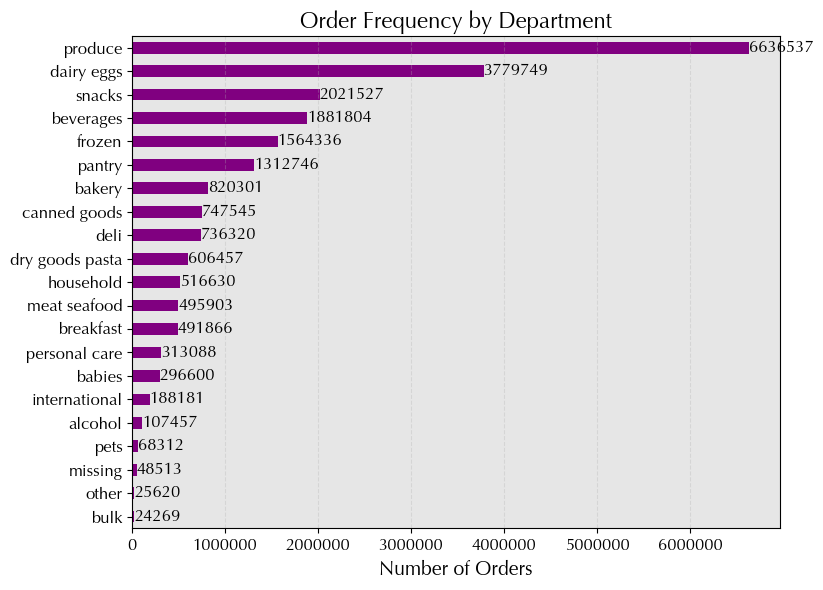 Order Frequency by Department
produce 6636537
dairy eggs 3779749
snacks 2021527
beverages 1881804
frozen 1564336
pantry 1312746
bakery 820301
canned goods 747545
deli 736320
dry goods pasta 606457
household 516630
meat seafood 495903
breakfast 491866
personal care 313088
babies 296600
international 188181
alcohol 107457
pets 68312
missing 48513
other 25620
bulk 24269
0 1000000 2000000 3000000 4000000 5000000 6000000
Number of Orders